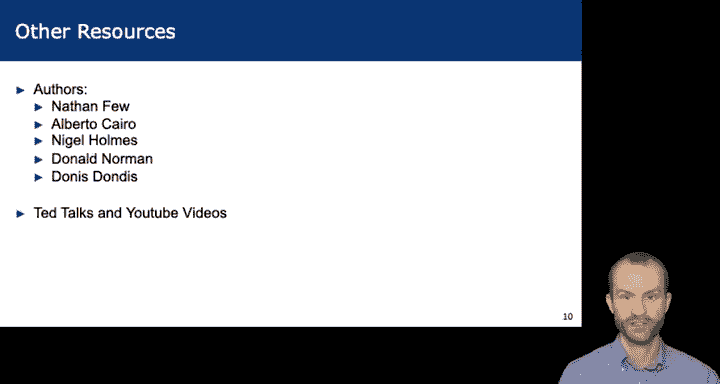 Other Resources
Authors:
Nathan Few
Alberto Cairo
Nigel Holmes
Donald Norman
Donis Dondis
Ted Talks and Youtube Videos
10